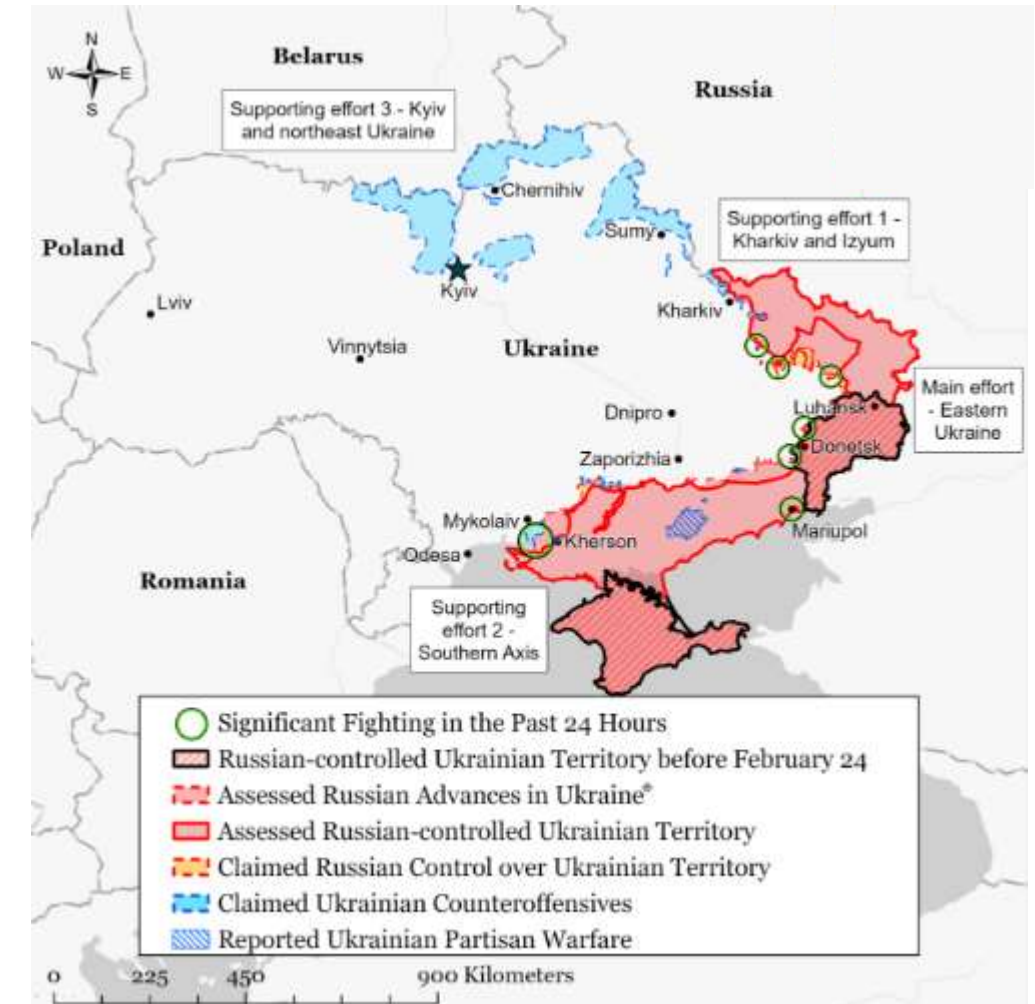 N
W E
S
Belarus
Russia
Supporting effort 3 - Kyiv
and northeast Ukraine
Chernihiv
Supporting effort 1 -
Kharkiv and Izyum
Sumy
Poland
Kyiv
Lviv
Kharkiv
Vinnytsia
Ukraine
Main effort
- Eastern
Ukraine
Luhansk
Dnipro
Donetsk
Zaporizhia
Mykolaiv
Mariupol
Kherson
Odesa
Romania
Supporting
effort 2 -
Southern Axis
Significant Fighting in the Past 24 Hours
Russian-controlled Ukrainian Territory before February 24
Assessed Russian Advances in Ukraine*
Assessed Russian-controlled Ukrainian Territory
Claimed Russian Control over Ukrainian Territory
Claimed Ukrainian Counteroffensives
Reported Ukrainian Partisan Warfare
0 225 450 900 Kilometers